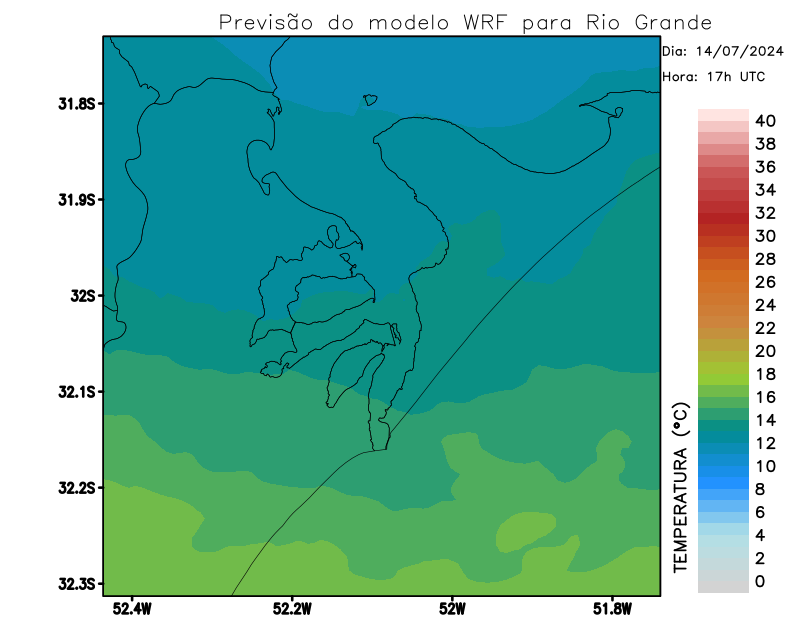 Previsão do modelo WRF para Rio Grande
Dia: 14/07/2024
Hora: 17h UTC
31.8S
31.9S
32S
32.1S
32.2S
32.3S
52.4W
52.2W
52W
51.8W
TEMPERATURA (°C)
40
38
36
34
32
30
28
26
24
22
20
18
16
14
12
10
8
6
4
2
0